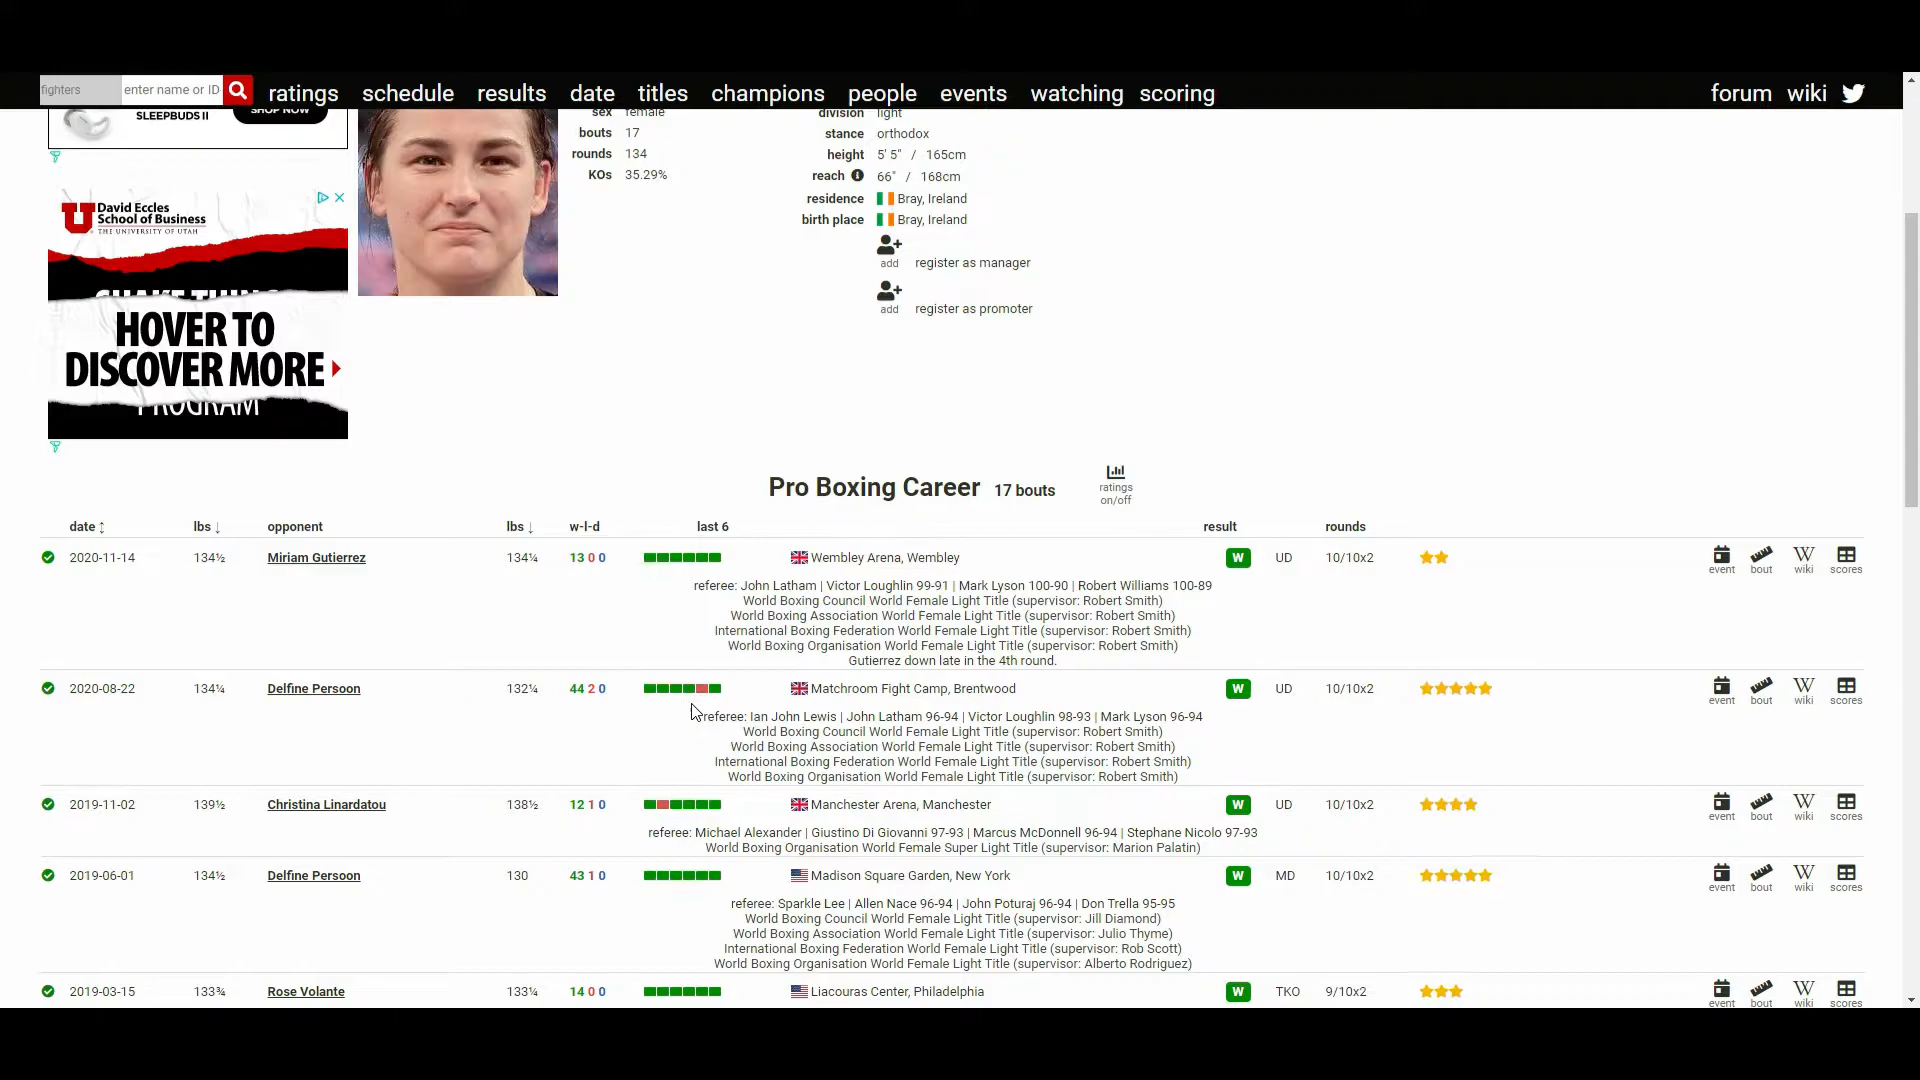 fighters enter name or ID ratings schedule results date titles champions people events watching scoring forum wiki
SLEEPBUDS II SHOP NOW
sex female
bouts 17
rounds 134
KOs 35.29%
division light
stance orthodox
height 5' 5" / 165cm
reach 66" / 168cm
residence Bray, Ireland
birth place Bray, Ireland
add register as manager
add register as promoter
U David Eccles
School of Business
THE UNIVERSITY OF UTAH
HOVER TO
DISCOVER MORE
PROGRAM
Pro Boxing Career 17 bouts
ratings
on/off
date lbs opponent lbs w-l-d last 6 result rounds
2020-11-14 134½ Miriam Gutierrez 134¼ 13 0 0 Wembley Arena, Wembley W UD 10/10x2 event bout wiki scores
referee: John Latham | Victor Loughlin 99-91 | Mark Lyson 100-90 | Robert Williams 100-89
World Boxing Council World Female Light Title (supervisor: Robert Smith)
World Boxing Association World Female Light Title (supervisor: Robert Smith)
International Boxing Federation World Female Light Title (supervisor: Robert Smith)
World Boxing Organisation World Female Light Title (supervisor: Robert Smith)
Gutierrez down late in the 4th round.
2020-08-22 134¼ Delfine Persoon 132¼ 44 2 0 Matchroom Fight Camp, Brentwood W UD 10/10x2 event bout wiki scores
referee: Ian John Lewis | John Latham 96-94 | Victor Loughlin 98-93 | Mark Lyson 96-94
World Boxing Council World Female Light Title (supervisor: Robert Smith)
World Boxing Association World Female Light Title (supervisor: Robert Smith)
International Boxing Federation World Female Light Title (supervisor: Robert Smith)
World Boxing Organisation World Female Light Title (supervisor: Robert Smith)
2019-11-02 139½ Christina Linardatou 138½ 12 1 0 Manchester Arena, Manchester W UD 10/10x2 event bout wiki scores
referee: Michael Alexander | Giustino Di Giovanni 97-93 | Marcus McDonnell 96-94 | Stephane Nicolo 97-93
World Boxing Organisation World Female Super Light Title (supervisor: Marion Palatin)
2019-06-01 134½ Delfine Persoon 130 43 1 0 Madison Square Garden, New York W MD 10/10x2 event bout wiki scores
referee: Sparkle Lee | Allen Nace 96-94 | John Poturaj 96-94 | Don Trella 95-95
World Boxing Council World Female Light Title (supervisor: Jill Diamond)
World Boxing Association World Female Light Title (supervisor: Julio Thyme)
International Boxing Federation World Female Light Title (supervisor: Rob Scott)
World Boxing Organisation World Female Light Title (supervisor: Alberto Rodriguez)
2019-03-15 133¾ Rose Volante 133¼ 14 0 0 Liacouras Center, Philadelphia W TKO 9/10x2 event bout wiki scores